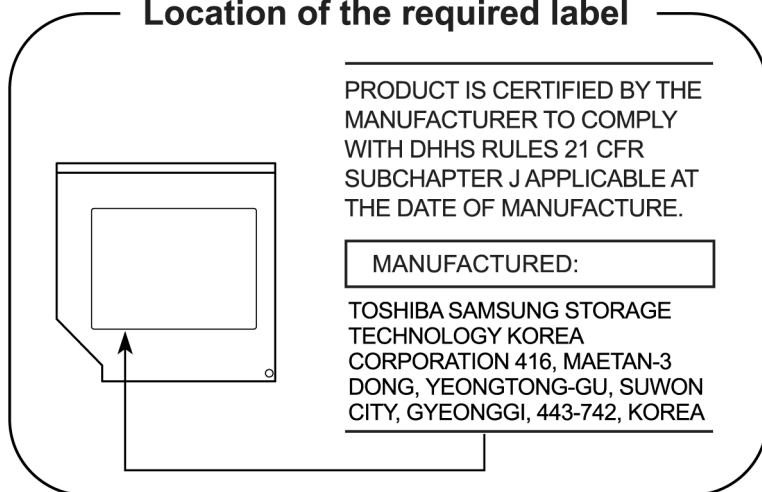 Location of the required label
PRODUCT IS CERTIFIED BY THE
MANUFACTURER TO COMPLY
WITH DHHS RULES 21 CFR
SUBCHAPTER J APPLICABLE AT
THE DATE OF MANUFACTURE.
MANUFACTURED:
TOSHIBA SAMSUNG STORAGE
TECHNOLOGY KOREA
CORPORATION 416, MAETAN-3
DONG, YEONGTONG-GU, SUWON
CITY, GYEONGGI, 443-742, KOREA